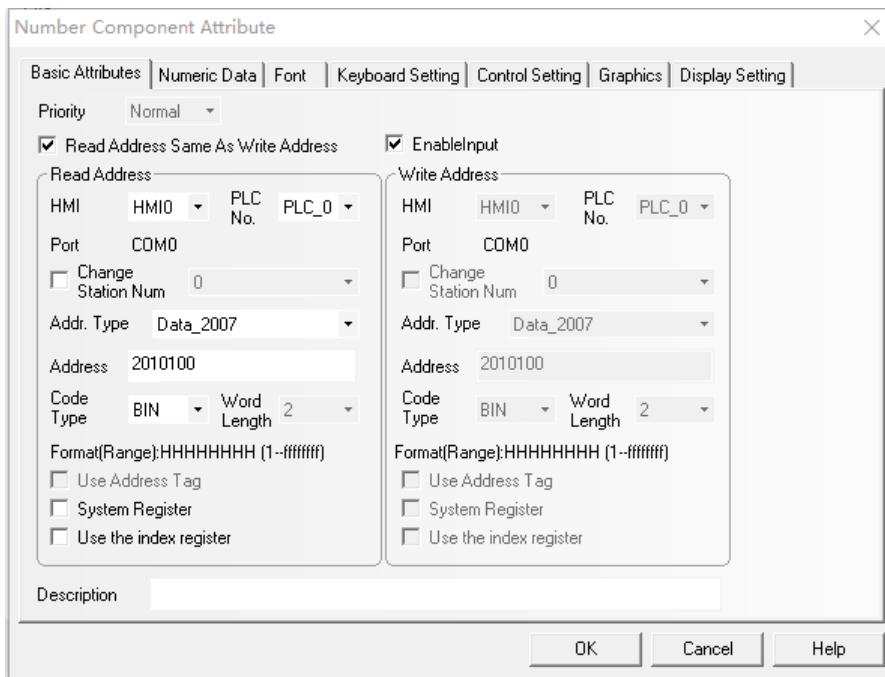 Number Component Attribute
Basic Attributes Numeric Data Font Keyboard Setting Control Setting Graphics Display Setting
Priority Normal
Read Address Same As Write Address EnableInput
Read Address
HMI HMI0 PLC No. PLC_0
Port COM0
Change Station Num 0
Addr. Type Data_2007
Address 2010100
Code Type BIN Word Length 2
Format(Range):HHHHHHHH (1--ffffffff)
Use Address Tag
System Register
Use the index register
Write Address
HMI HMI0 PLC No. PLC_0
Port COM0
Change Station Num 0
Addr. Type Data_2007
Address 2010100
Code Type BIN Word Length 2
Format(Range):HHHHHHHH (1--ffffffff)
Use Address Tag
System Register
Use the index register
Description
OK Cancel Help